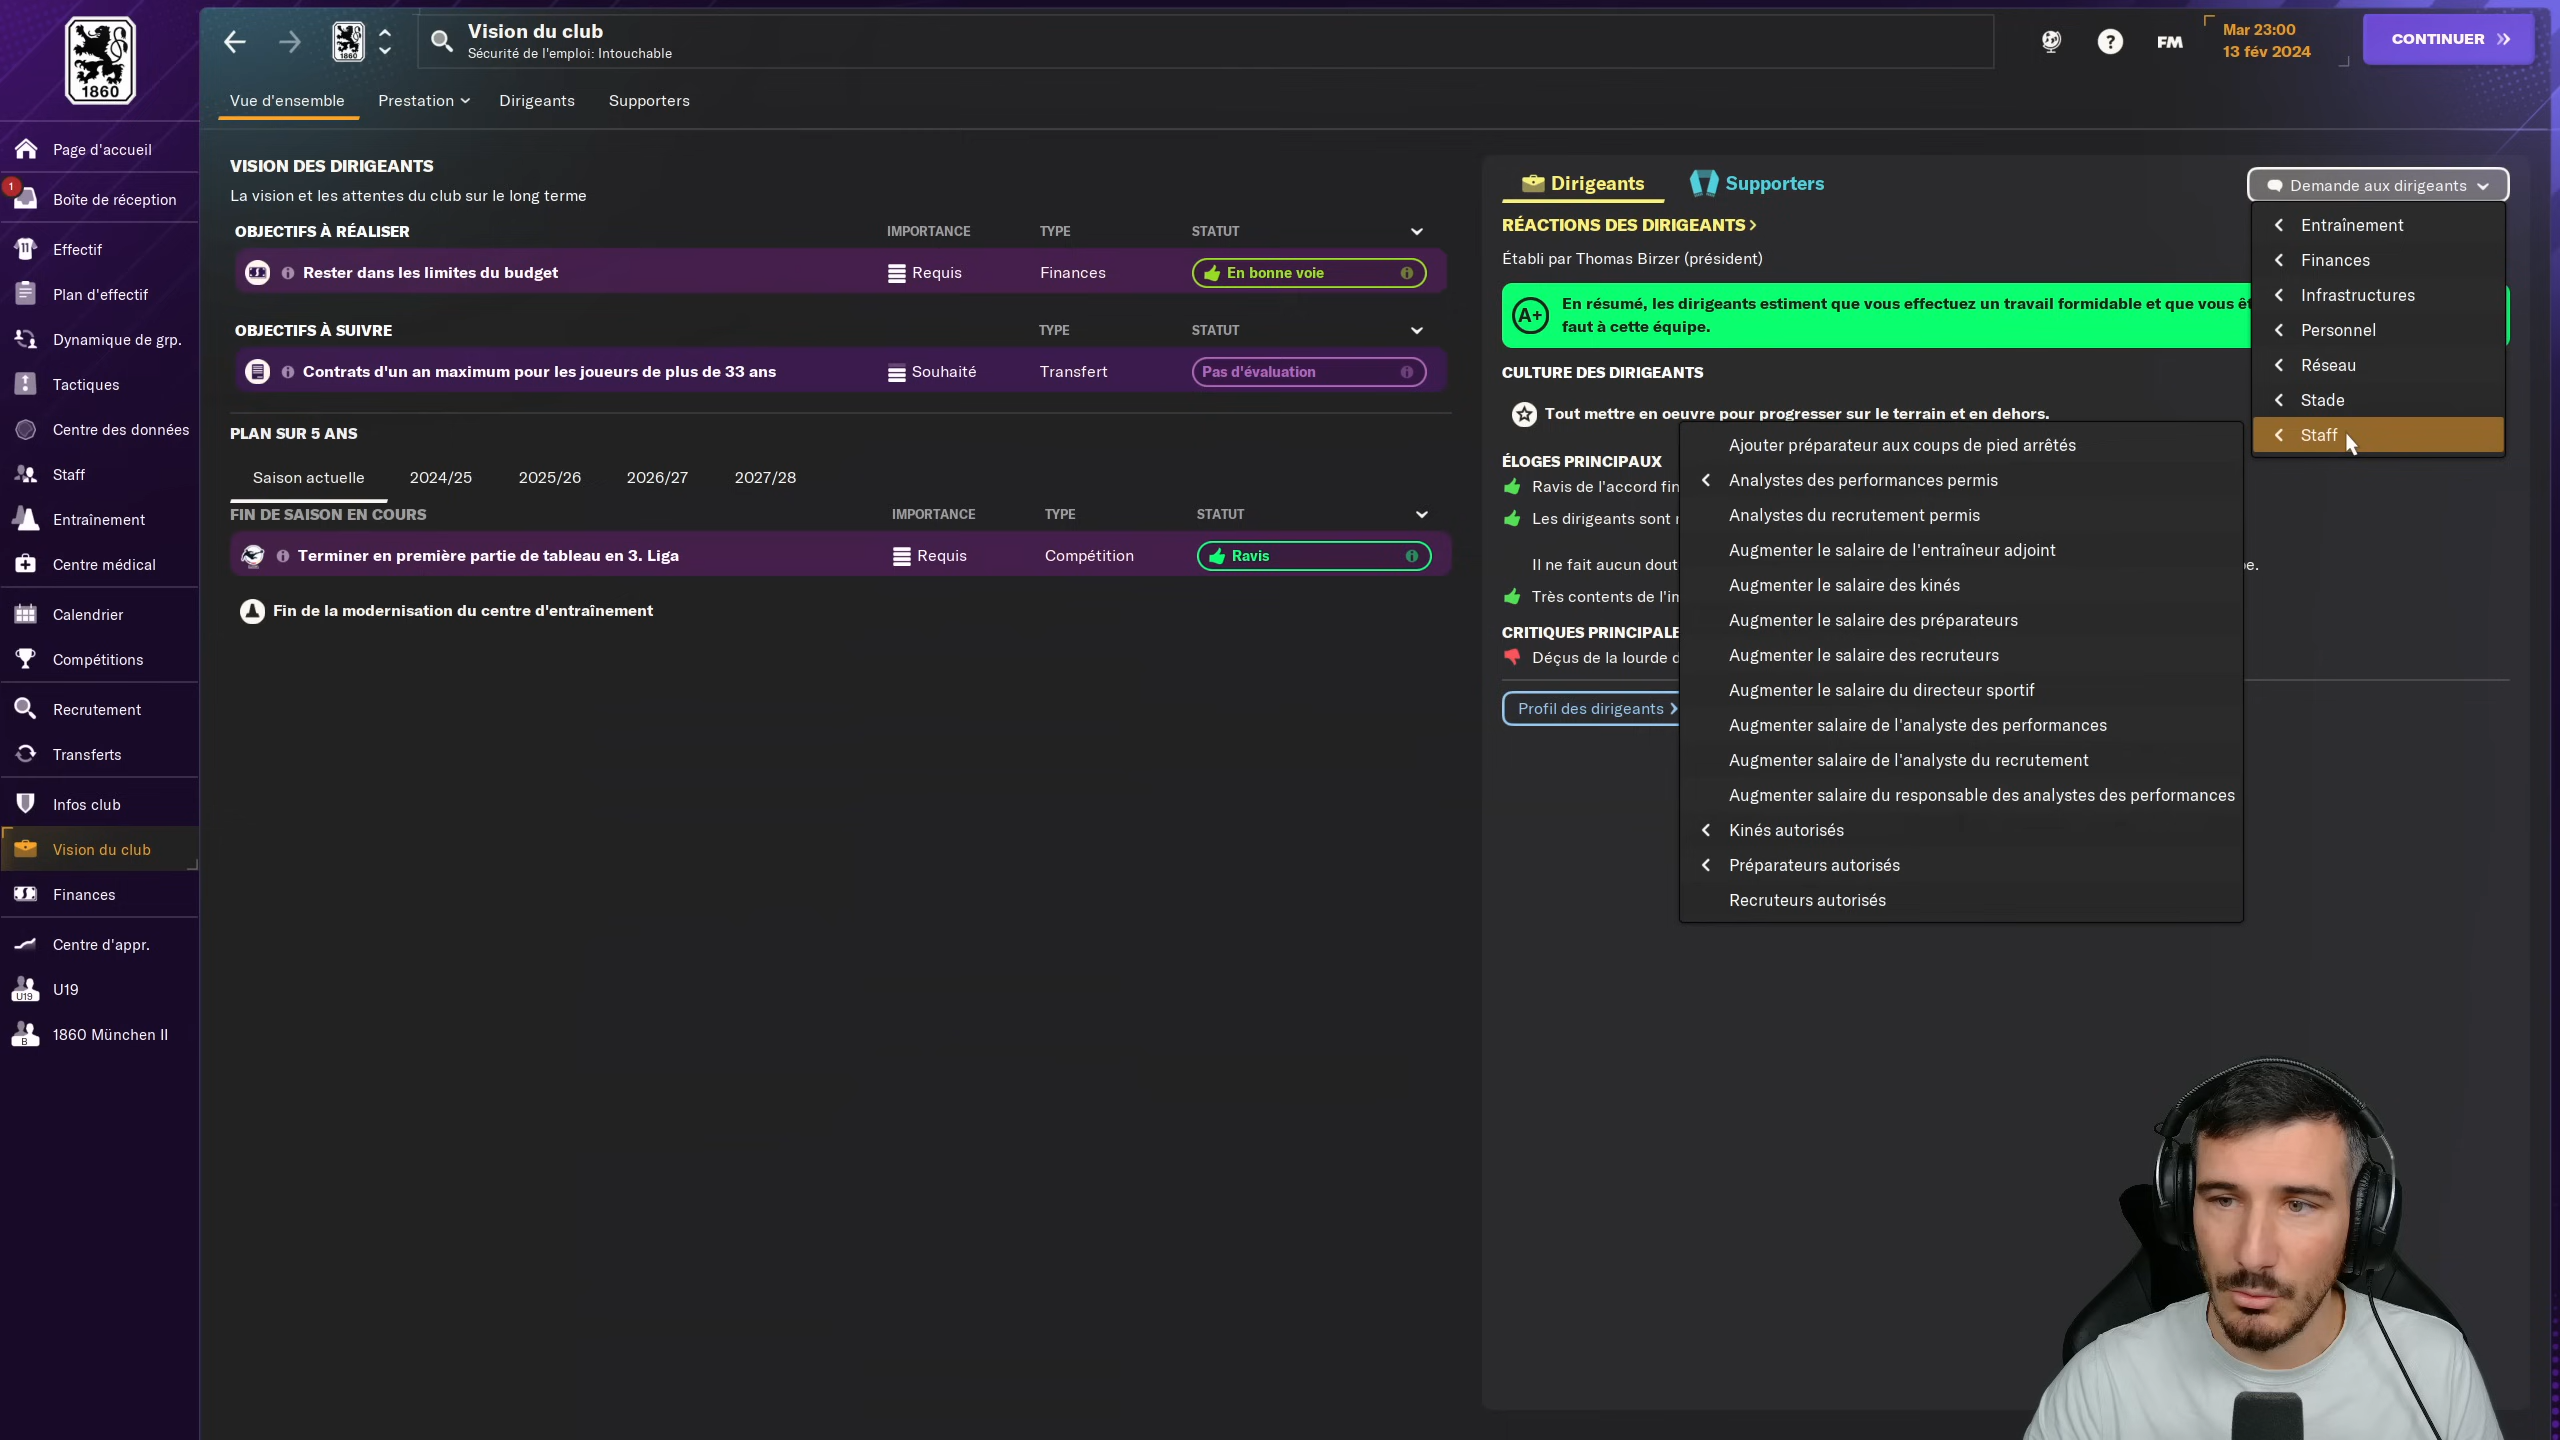 1860
Page d'accueil
1
Boîte de réception
Effectif
Plan d'effectif
Dynamique de grp.
Tactiques
Centre des données
Staff
Entraînement
Centre médical
Calendrier
Compétitions
Recrutement
Transferts
Infos club
Vision du club
Finances
Centre d'appr.
U19
U19
B
1860 München II
1860
Vision du club
Sécurité de l'emploi: Intouchable
?
FM
Mar 23:00
13 fév 2024
CONTINUER
Vue d'ensemble
Prestation
Dirigeants
Supporters
VISION DES DIRIGEANTS
La vision et les attentes du club sur le long terme
OBJECTIFS À RÉALISER
IMPORTANCE
TYPE
STATUT
Rester dans les limites du budget
Requis
Finances
En bonne voie
OBJECTIFS À SUIVRE
TYPE
STATUT
Contrats d'un an maximum pour les joueurs de plus de 33 ans
Souhaité
Transfert
Pas d'évaluation
PLAN SUR 5 ANS
Saison actuelle
2024/25
2025/26
2026/27
2027/28
FIN DE SAISON EN COURS
IMPORTANCE
TYPE
STATUT
Terminer en première partie de tableau en 3. Liga
Requis
Compétition
Ravis
Fin de la modernisation du centre d'entraînement
Dirigeants
Supporters
Demande aux dirigeants
RÉACTIONS DES DIRIGEANTS
Établi par Thomas Birzer (président)
A+
En résumé, les dirigeants estiment que vous effectuez un travail formidable et que vous êt
faut à cette équipe.
CULTURE DES DIRIGEANTS
Tout mettre en oeuvre pour progresser sur le terrain et en dehors.
ÉLOGES PRINCIPAUX
Ravis de l'accord fin
Les dirigeants sont
Il ne fait aucun dout
pe.
Très contents de l'in
CRITIQUES PRINCIPALE
Déçus de la lourde d
Profil des dirigeants
Entraînement
Finances
Infrastructures
Personnel
Réseau
Stade
Staff
Ajouter préparateur aux coups de pied arrêtés
Analystes des performances permis
Analystes du recrutement permis
Augmenter le salaire de l'entraîneur adjoint
Augmenter le salaire des kinés
Augmenter le salaire des préparateurs
Augmenter le salaire des recruteurs
Augmenter le salaire du directeur sportif
Augmenter salaire de l'analyste des performances
Augmenter salaire de l'analyste du recrutement
Augmenter salaire du responsable des analystes des performances
Kinés autorisés
Préparateurs autorisés
Recruteurs autorisés